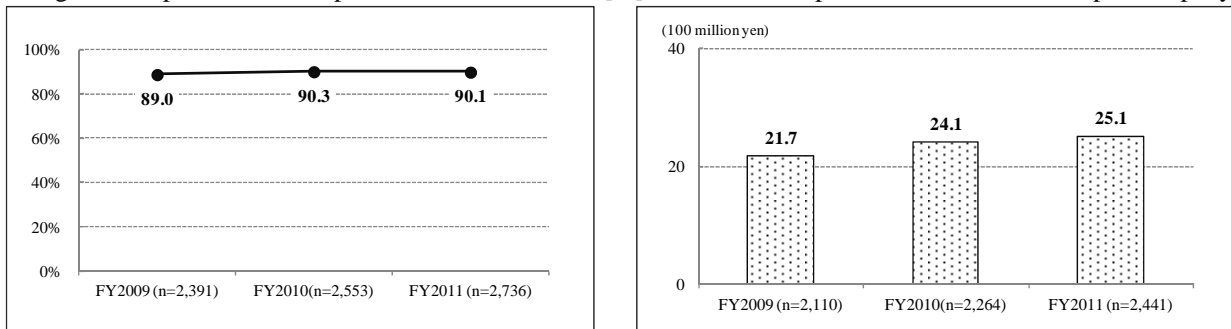 100%
80%
60%
40%
20%
0%
89.0
90.3
90.1
FY2009 (n=2,391)
FY2010(n=2,553)
FY2011 (n=2,736)
(100 million yen)
40
20
0
21.7
24.1
25.1
FY2009 (n=2,110)
FY2010(n=2,264)
FY2011 (n=2,441)